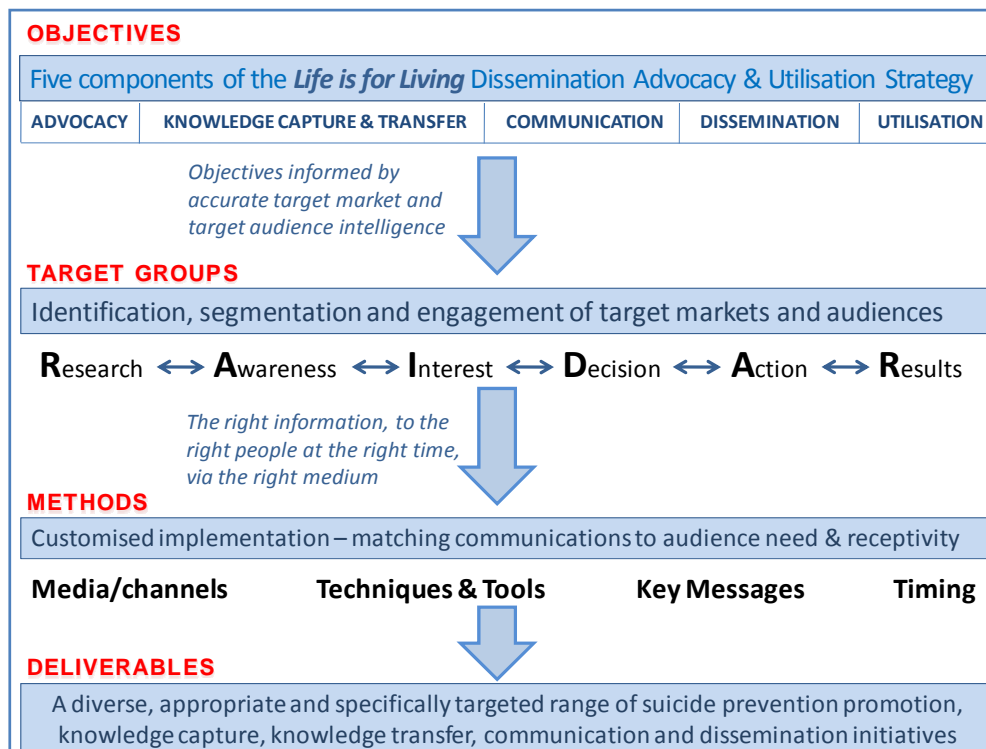 OBJECTIVES
Five components of the Life is for Living Dissemination Advocacy & Utilisation Strategy
ADVOCACY KNOWLEDGE CAPTURE & TRANSFER COMMUNICATION DISSEMINATION UTILISATION
Objectives informed by
accurate target market and
target audience intelligence
TARGET GROUPS
Identification, segmentation and engagement of target markets and audiences
Research Awareness Interest Decision Action Results
The right information, to the
right people at the right time,
via the right medium
METHODS
Customised implementation – matching communications to audience need & receptivity
Media/channels Techniques & Tools Key Messages Timing
DELIVERABLES
A diverse, appropriate and specifically targeted range of suicide prevention promotion,
knowledge capture, knowledge transfer, communication and dissemination initiatives